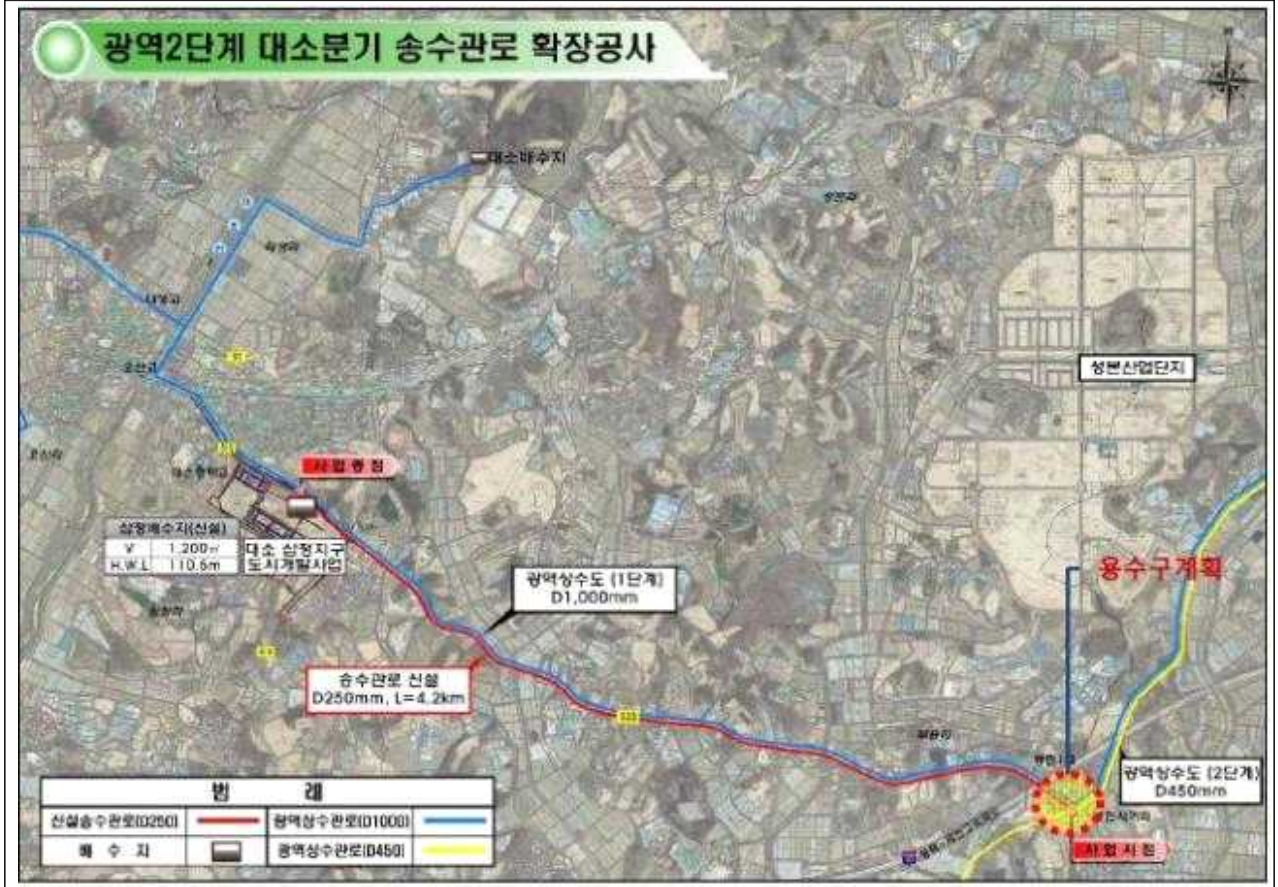 광역2단계 대소분기 송수관로 확장공사
대소배수지
성본산업단지
사업종점
삼정배수지(신설)
V 1,200㎥
H.W.L 110.5m
대소 삼정지구
도시개발사업
광역상수도 (1단계)
D1,000mm
용수구계획
송수관로 신설
D250mm, L=4.2km
광역상수도 (2단계)
D450mm
사업시점
범 례
신설송수관로(D250)
광역상수관로(D1000)
배 수 지
광역상수관로(D450)